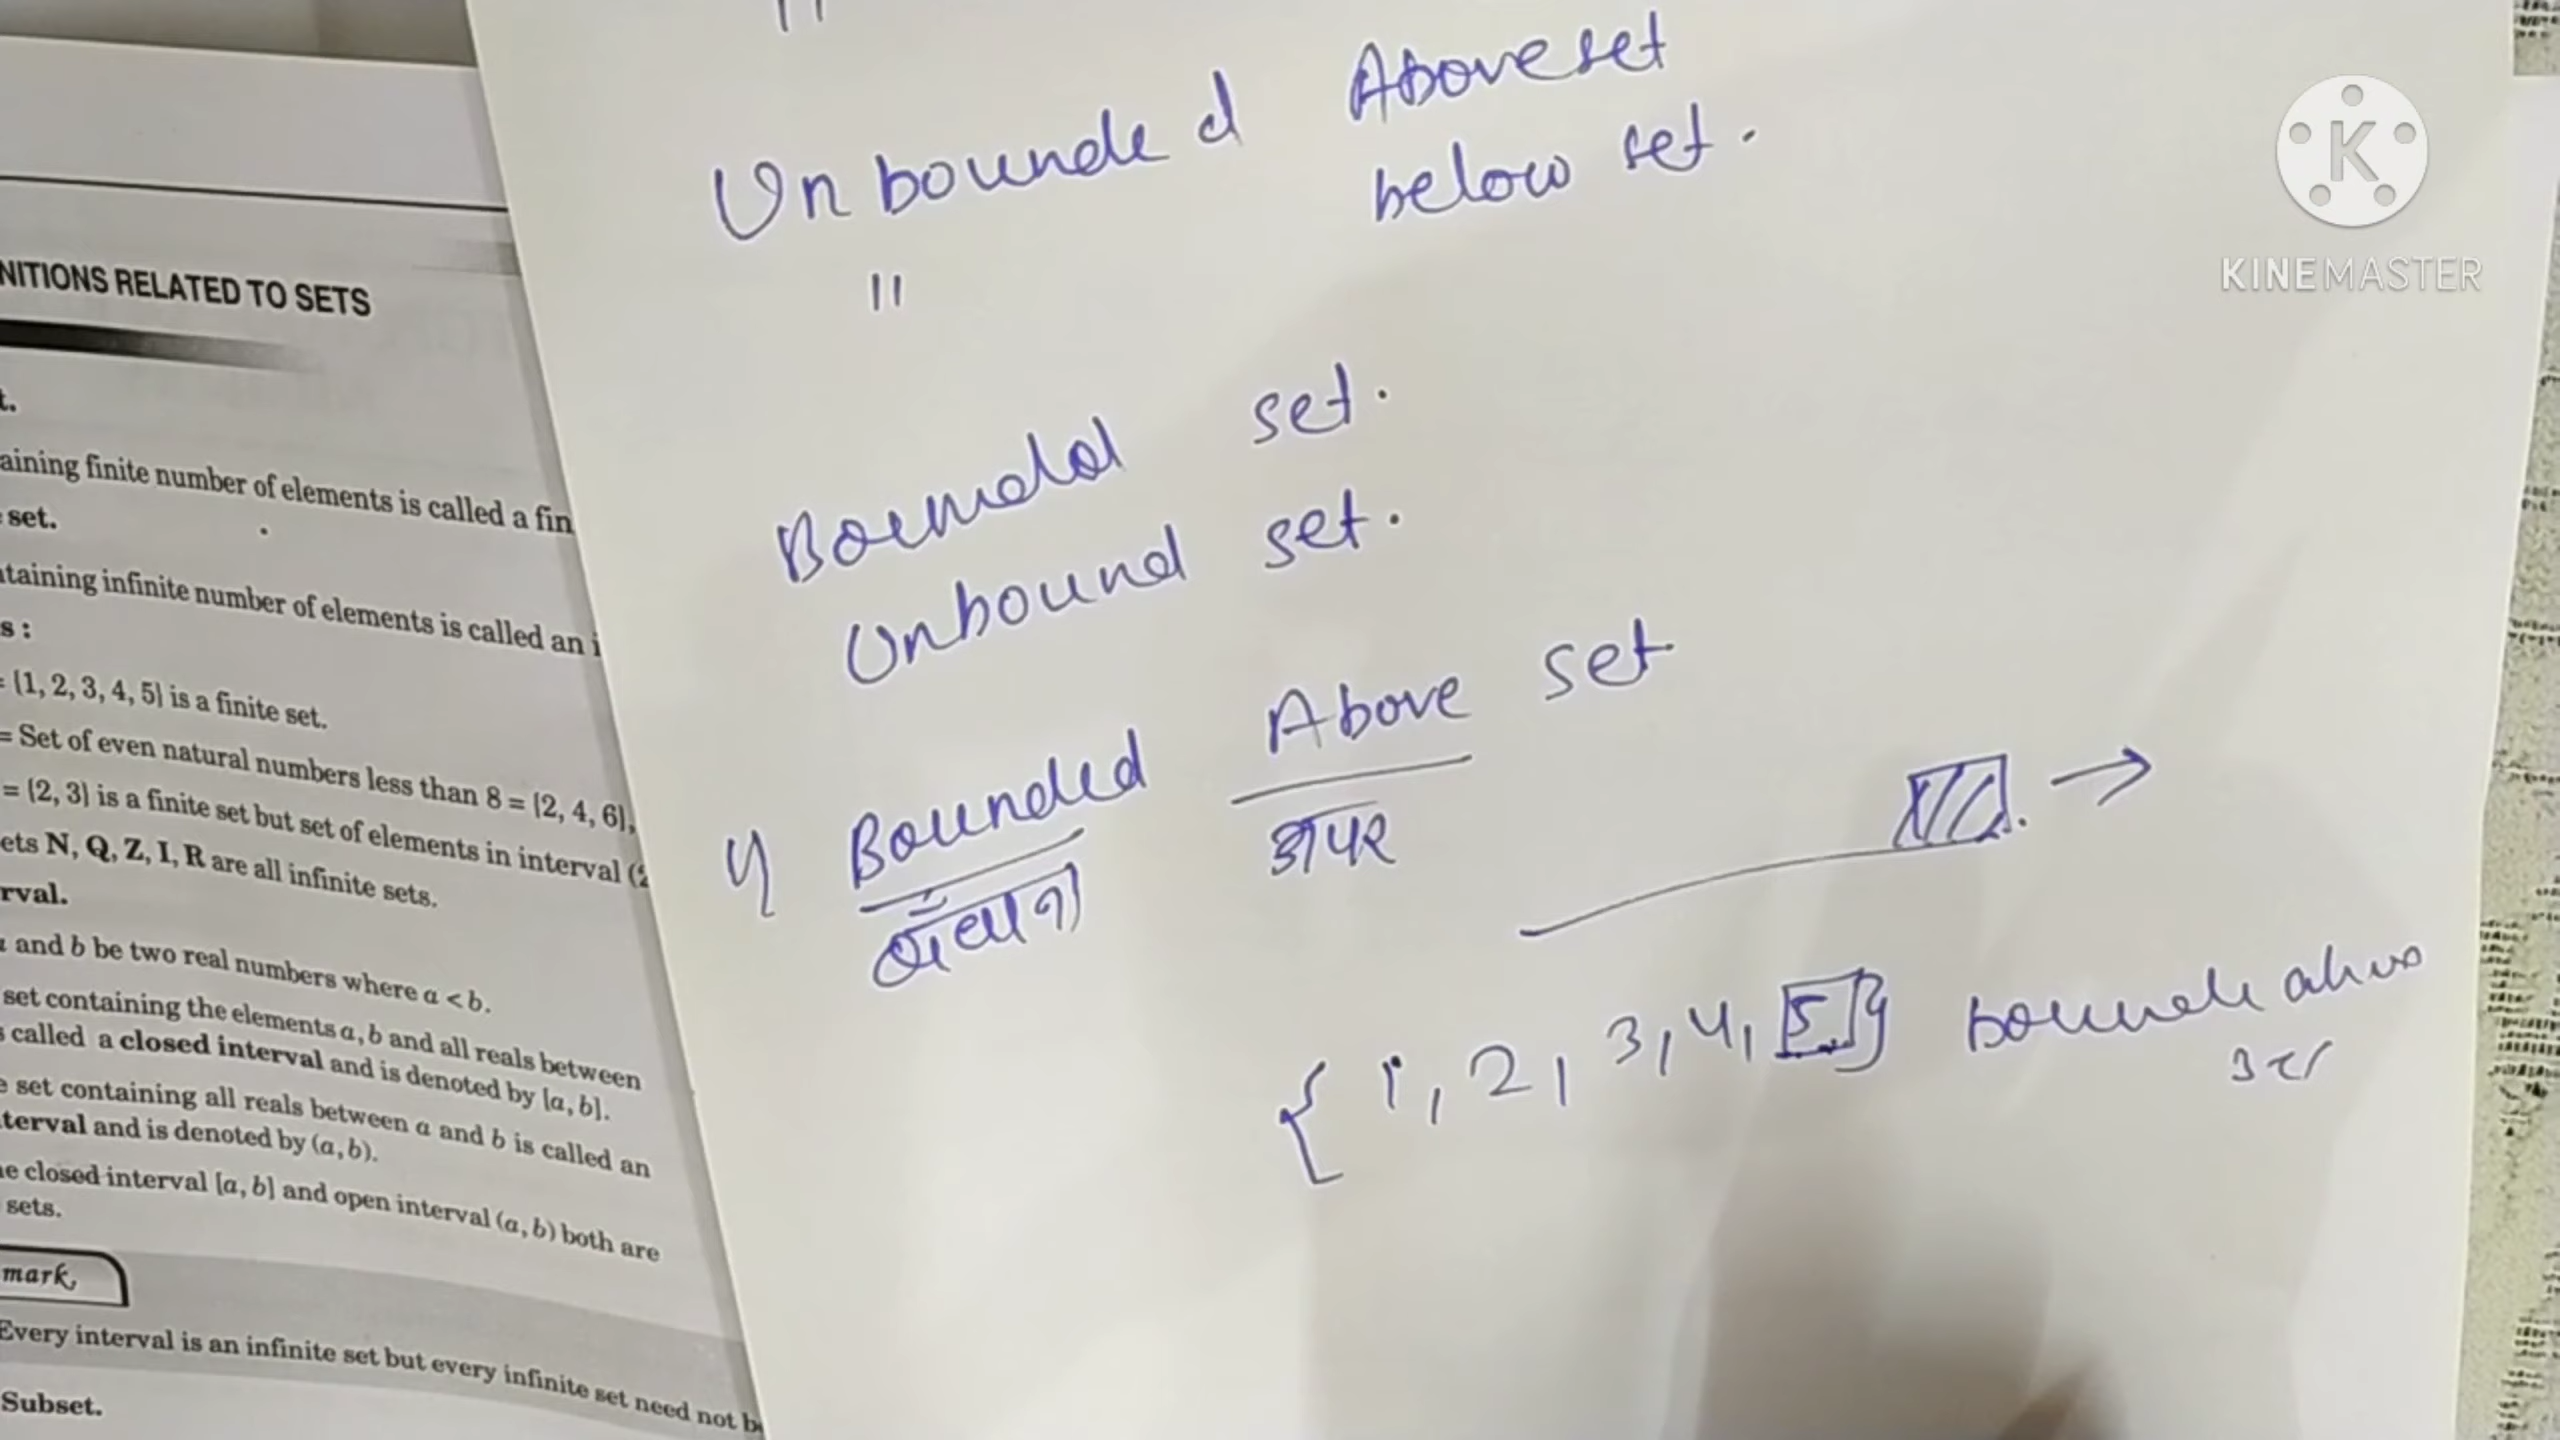 Unbounded Above set
below set.
"
Bounded set.
Unbound set.
1) Bounded Above set
ऊपर
{ 1, 2, 3, 4, 5 }
KINEMASTER
NITIONS RELATED TO SETS
t.
aining finite number of elements is called a fin
set.
taining infinite number of elements is called an i
s :
= {1, 2, 3, 4, 5} is a finite set.
= Set of even natural numbers less than 8 = {2, 4, 6},
= {2, 3} is a finite set but set of elements in interval (2
ets N, Q, Z, I, R are all infinite sets.
rval.
a and b be two real numbers where a < b.
set containing the elements a, b and all reals between
called a closed interval and is denoted by [a, b].
e set containing all reals between a and b is called an
terval and is denoted by (a, b).
e closed interval [a, b] and open interval (a, b) both are
sets.
mark
Every interval is an infinite set but every infinite set need not b
Subset.